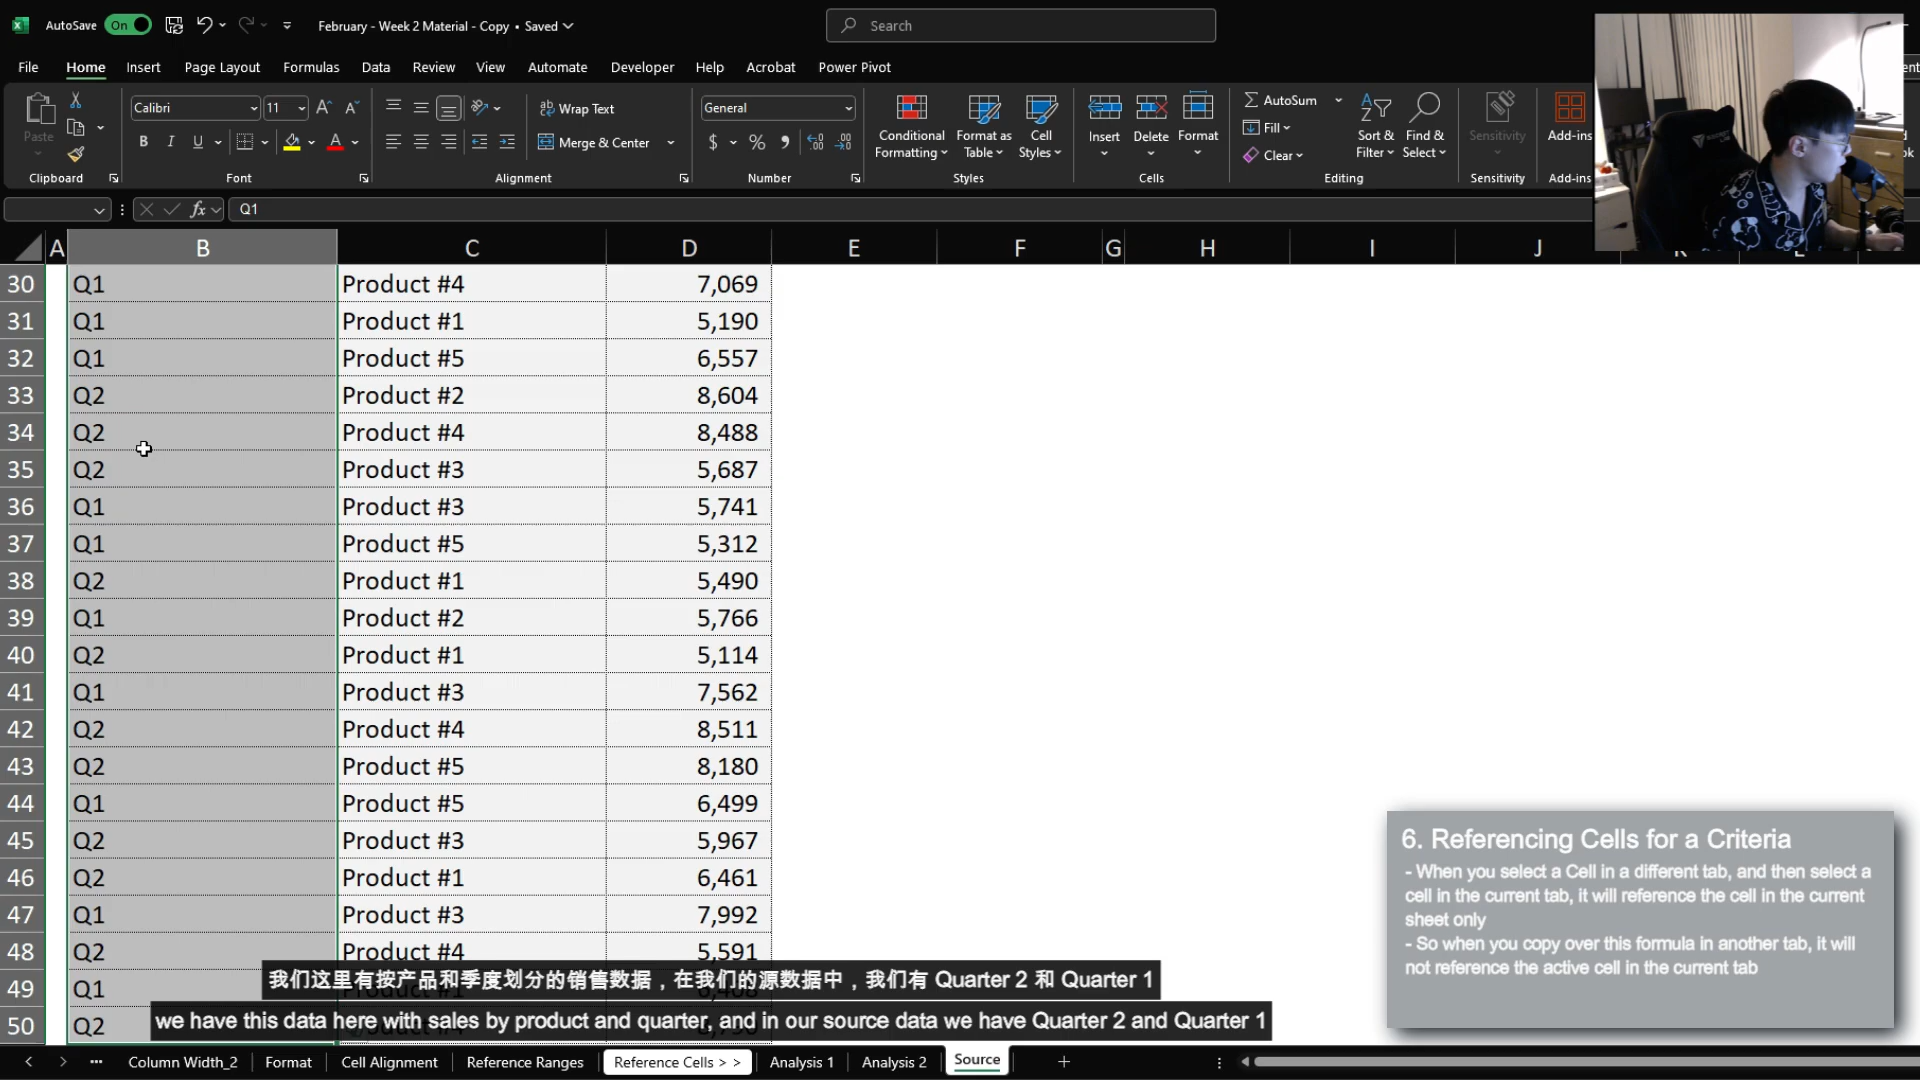 AutoSave On February - Week 2 Material - Copy • Saved Search
File Home Insert Page Layout Formulas Data Review View Automate Developer Help Acrobat Power Pivot
Paste Calibri 11 Wrap Text Merge & Center General
Conditional Formatting Format as Table Cell Styles Insert Delete Format AutoSum Fill Clear Sort & Filter Find & Select Sensitivity Add-ins
Clipboard Font Alignment Number Styles Cells Editing Sensitivity Add-ins
fx Q1
A B C D E F G H I J
30 Q1 Product #4 7,069
31 Q1 Product #1 5,190
32 Q1 Product #5 6,557
33 Q2 Product #2 8,604
34 Q2 Product #4 8,488
35 Q2 Product #3 5,687
36 Q1 Product #3 5,741
37 Q1 Product #5 5,312
38 Q2 Product #1 5,490
39 Q1 Product #2 5,766
40 Q2 Product #1 5,114
41 Q1 Product #3 7,562
42 Q2 Product #4 8,511
43 Q2 Product #5 8,180
44 Q1 Product #5 6,499
45 Q2 Product #3 5,967
46 Q2 Product #1 6,461
47 Q1 Product #3 7,992
48 Q2 Product #4 5,591
49 Q1
50 Q2
6. Referencing Cells for a Criteria
- When you select a Cell in a different tab, and then select a
cell in the current tab, it will reference the cell in the current
sheet only
- So when you copy over this formula in another tab, it will
not reference the active cell in the current tab
我们这里有按产品和季度划分的销售数据，在我们的源数据中，我们有 Quarter 2 和 Quarter 1
we have this data here with sales by product and quarter, and in our source data we have Quarter 2 and Quarter 1
Column Width_2 Format Cell Alignment Reference Ranges Reference Cells > > Analysis 1 Analysis 2 Source